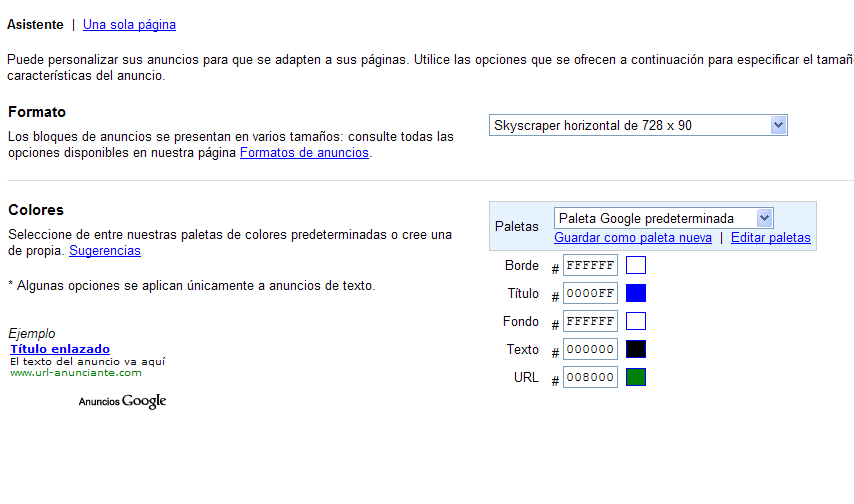 Asistente | Una sola página
Puede personalizar sus anuncios para que se adapten a sus páginas. Utilice las opciones que se ofrecen a continuación para especificar el
características del anuncio.
Formato
Los bloques de anuncios se presentan en varios tamaños: consulte todas las
opciones disponibles en nuestra página Formatos de anuncios.
Skyscraper horizontal de 728 x 90
Colores
Seleccione de entre nuestras paletas de colores predeterminadas o cree una
de propia. Sugerencias
* Algunas opciones se aplican únicamente a anuncios de texto.
Ejemplo
Título enlazado
El texto del anuncio va aquí
www.url-anunciante.com
Anuncios Google
Paletas
Paleta Google predeterminada
Guardar como paleta nueva | Editar paletas
Borde # FFFFFF
Título # 0000FF
Fondo # FFFFFF
Texto # 000000
URL # 008000